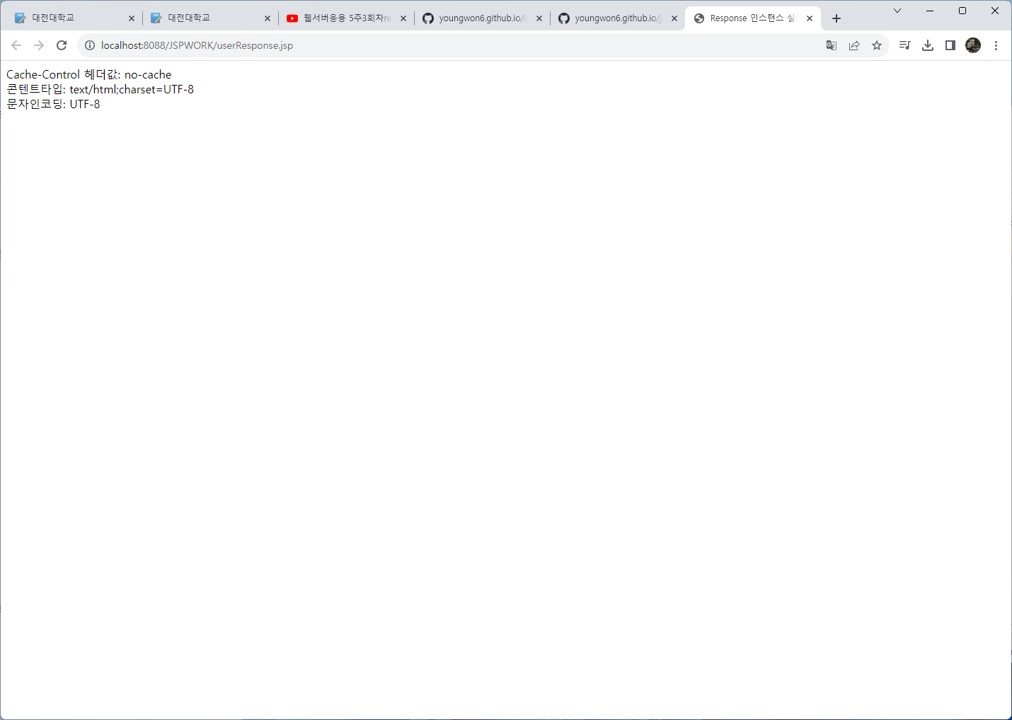 대전대학교
대전대학교
웹서버응용 5주3회차re
youngwon6.github.io/
youngwon6.github.io/
Response 인스턴스 실
localhost:8088/JSPWORK/userResponse.jsp
Cache-Control 헤더값: no-cache
콘텐트타입: text/html;charset=UTF-8
문자인코딩: UTF-8